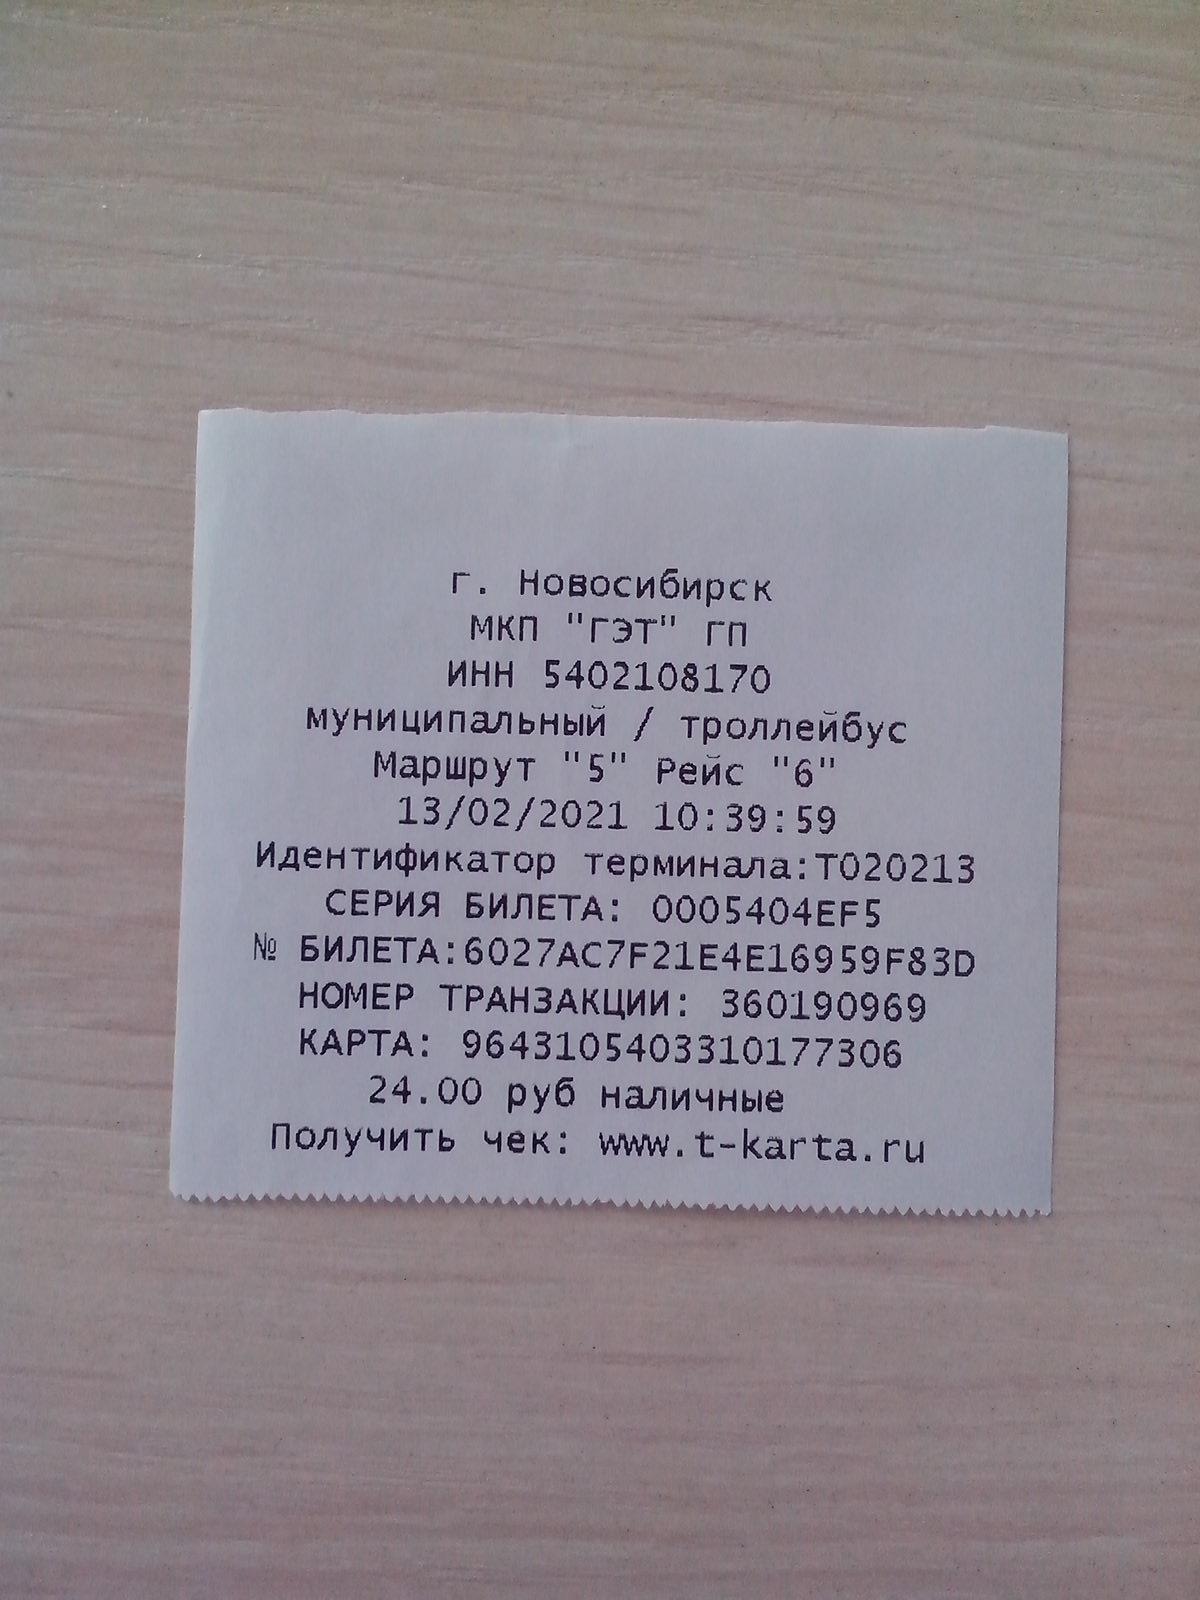 г. Новосибирск
МКП "ГЭТ" ГП
ИНН 5402108170
муниципальный / троллейбус
Маршрут "5" Рейс "6"
13/02/2021 10:39:59
Идентификатор терминала:T020213
СЕРИЯ БИЛЕТА: 0005404EF5
№ БИЛЕТА:6027AC7F21E4E16959F83D
НОМЕР ТРАНЗАКЦИИ: 360190969
КАРТА: 9643105403310177306
24.00 руб наличные
Получить чек: www.t-karta.ru